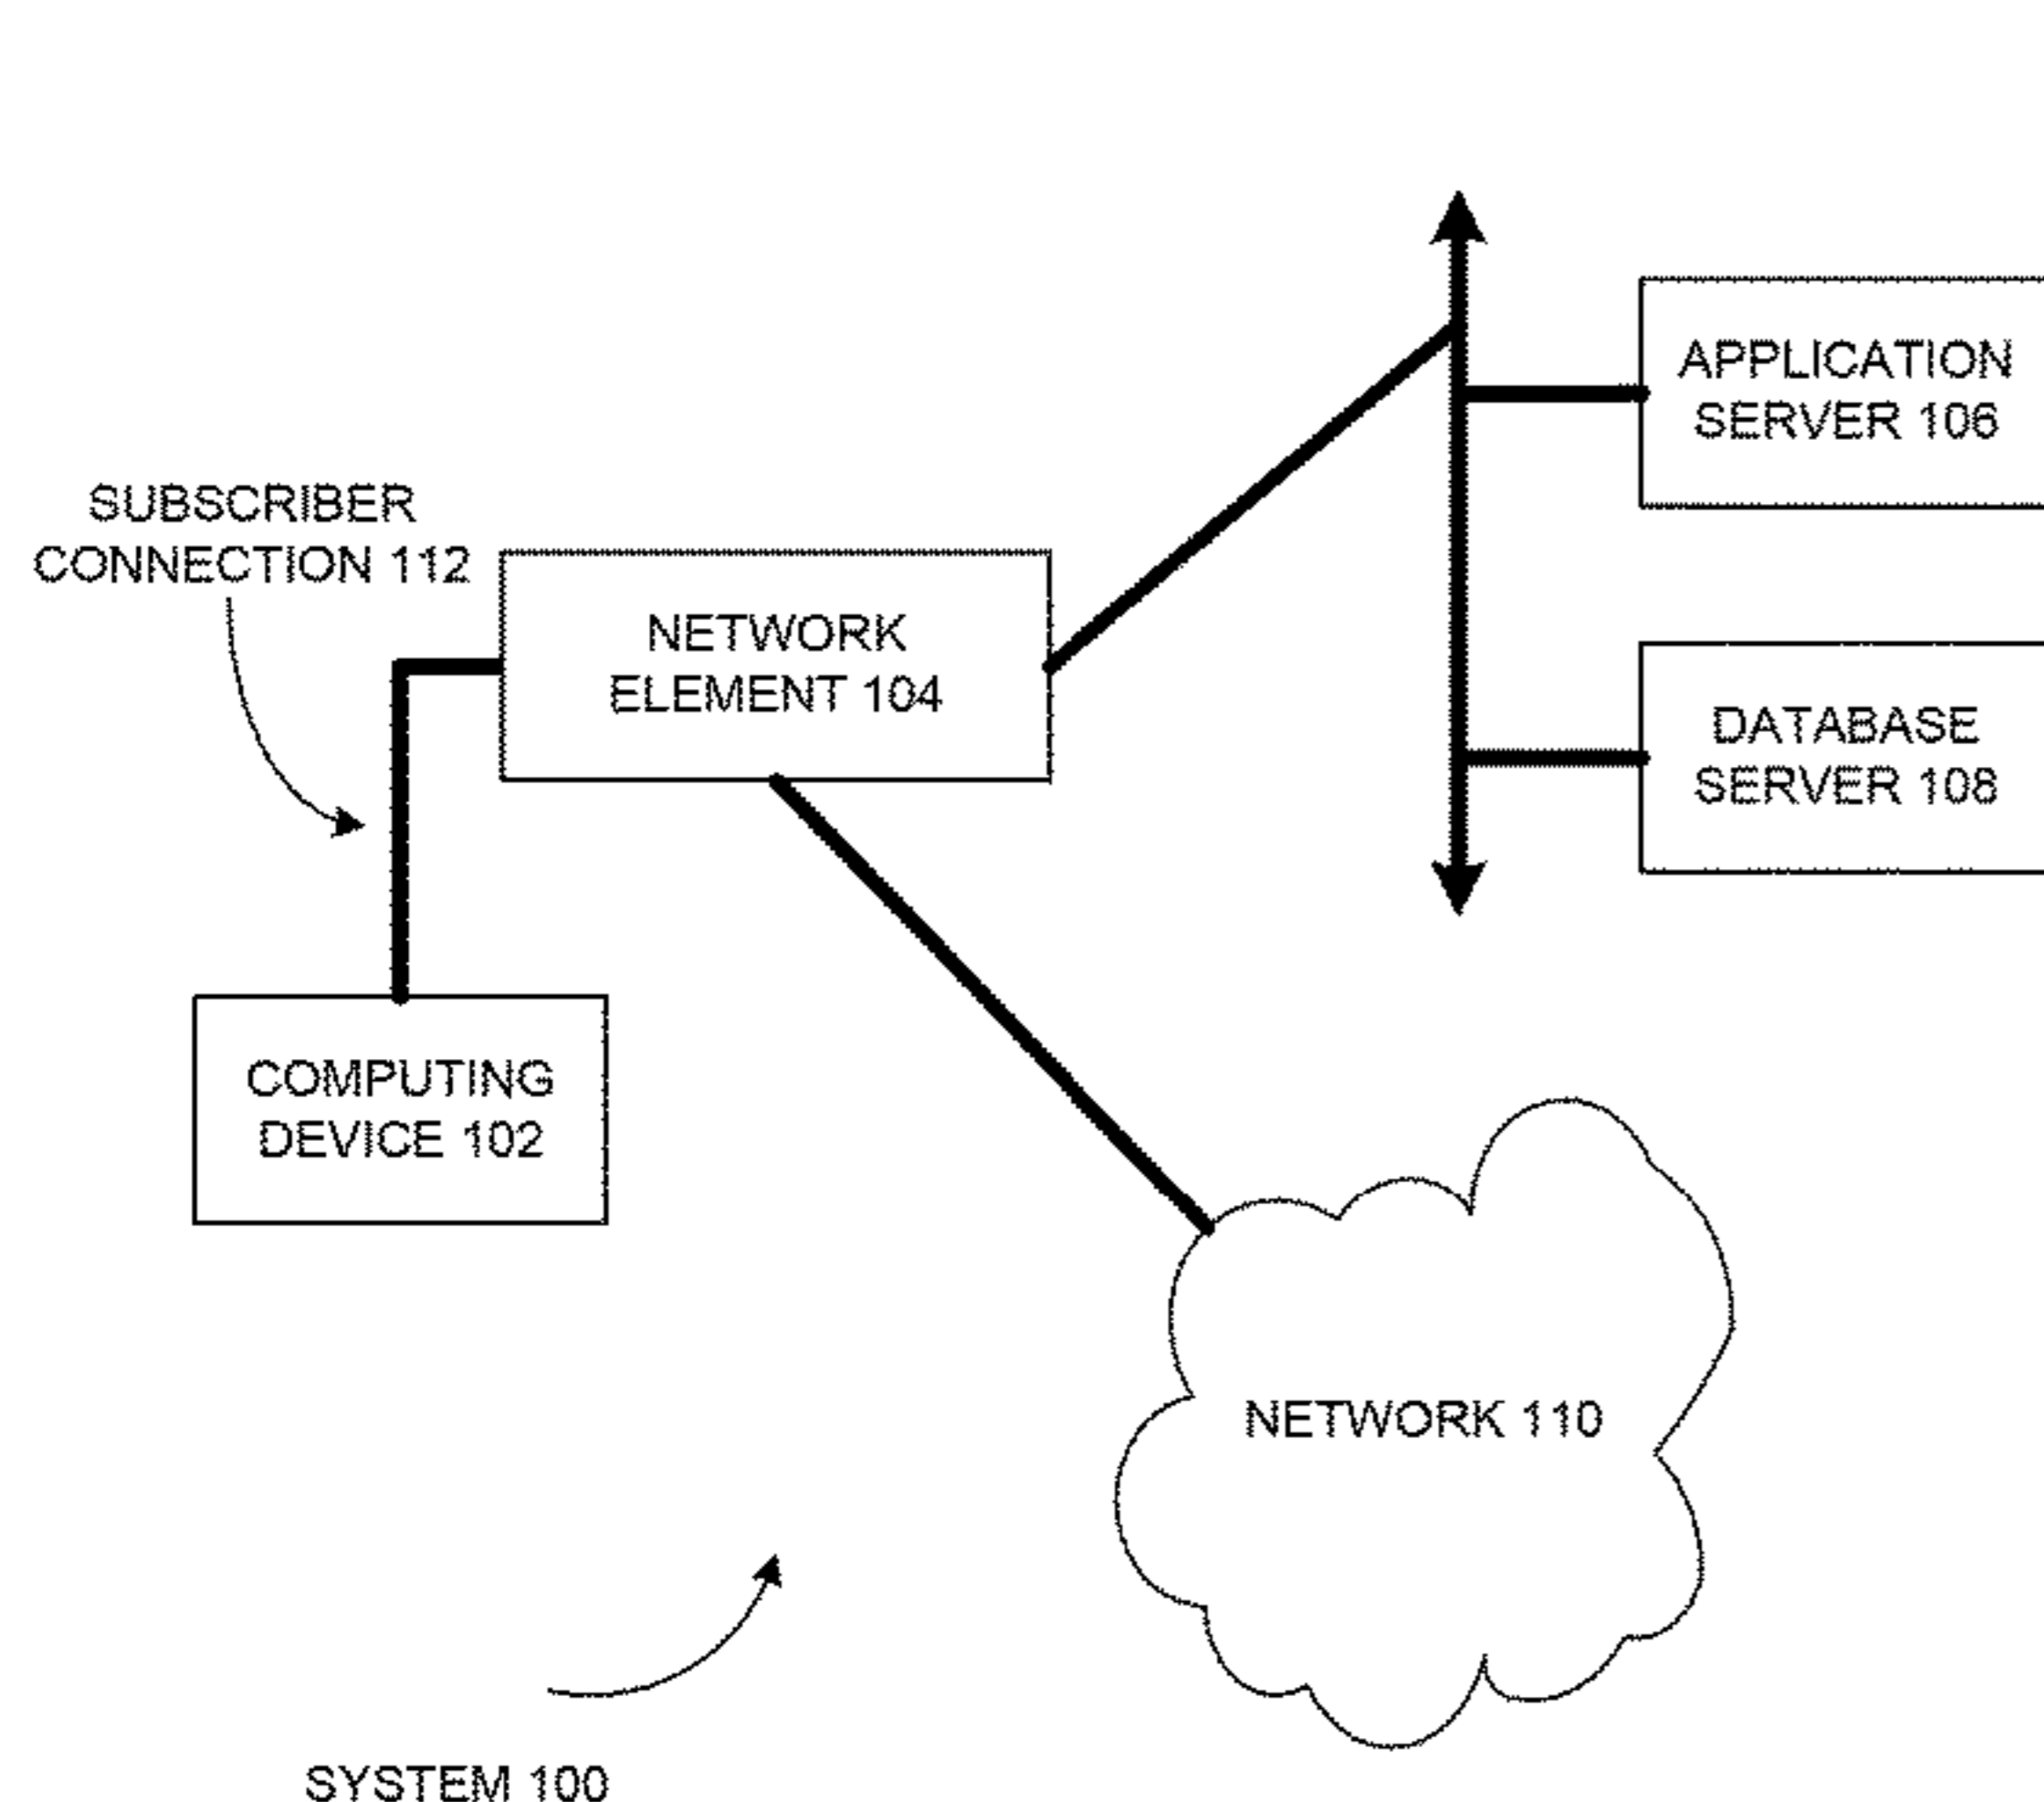 APPLICATION
SERVER 106
SUBSCRIBER
CONNECTION 112
NETWORK
ELEMENT 104
DATABASE
SERVER 108
COMPUTING
DEVICE 102
NETWORK 110
SYSTEM 100